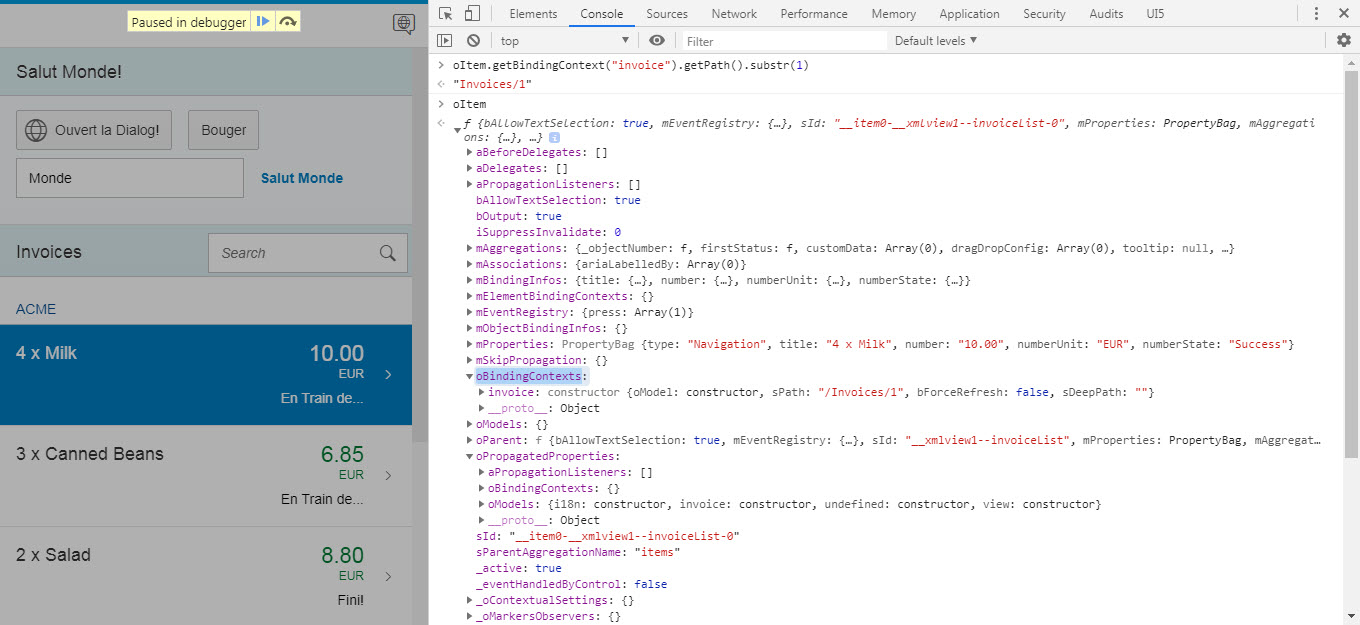 Paused in debugger
Salut Monde!
Ouvert la Dialog!
Bouger
Monde
Salut Monde
Invoices
Search
ACME
4 x Milk
10.00
EUR
En Train de...
3 x Canned Beans
6.85
EUR
En Train de...
2 x Salad
8.80
EUR
Fini!
Elements Console Sources Network Performance Memory Application Security Audits UI5
top Filter Default levels ▼
> oItem.getBindingContext("invoice").getPath().substr(1)
"Invoices/1"
> oItem
f {bAllowTextSelection: true, mEventRegistry: {…}, sId: "__item0-__xmlview1--invoiceList-0", mProperties: PropertyBag, mAggregati
ons: {…}, …} i
aBeforeDelegates: []
aDelegates: []
aPropagationListeners: []
bAllowTextSelection: true
bOutput: true
iSuppressInvalidate: 0
mAggregations: {_objectNumber: f, firstStatus: f, customData: Array(0), dragDropConfig: Array(0), tooltip: null, …}
mAssociations: {ariaLabelledBy: Array(0)}
mBindingInfos: {title: {…}, number: {…}, numberUnit: {…}, numberState: {…}}
mElementBindingContexts: {}
mEventRegistry: {press: Array(1)}
mObjectBindingInfos: {}
mProperties: PropertyBag {type: "Navigation", title: "4 x Milk", number: "10.00", numberUnit: "EUR", numberState: "Success"}
mSkipPropagation: {}
oBindingContexts:
invoice: constructor {oModel: constructor, sPath: "/Invoices/1", bForceRefresh: false, sDeepPath: ""}
__proto__: Object
oModels: {}
oParent: f {bAllowTextSelection: true, mEventRegistry: {…}, sId: "__xmlview1--invoiceList", mProperties: PropertyBag, mAggregat…
oPropagatedProperties:
aPropagationListeners: []
oBindingContexts: {}
oModels: {i18n: constructor, invoice: constructor, undefined: constructor, view: constructor}
__proto__: Object
sId: "__item0-__xmlview1--invoiceList-0"
sParentAggregationName: "items"
_active: true
_eventHandledByControl: false
_oContextualSettings: {}
_oMarkersObservers: {}